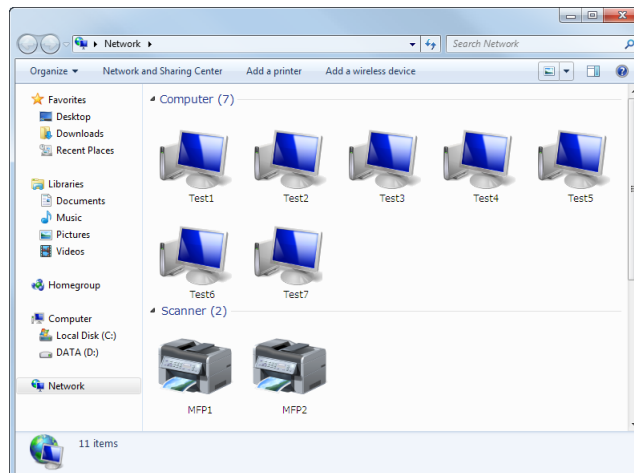 Network
Search Network
Organize Network and Sharing Center Add a printer Add a wireless device
Favorites
Desktop
Downloads
Recent Places
Libraries
Documents
Music
Pictures
Videos
Homegroup
Computer
Local Disk (C:)
DATA (D:)
Network
Computer (7)
Test1 Test2 Test3 Test4 Test5
Test6 Test7
Scanner (2)
MFP1 MFP2
11 items